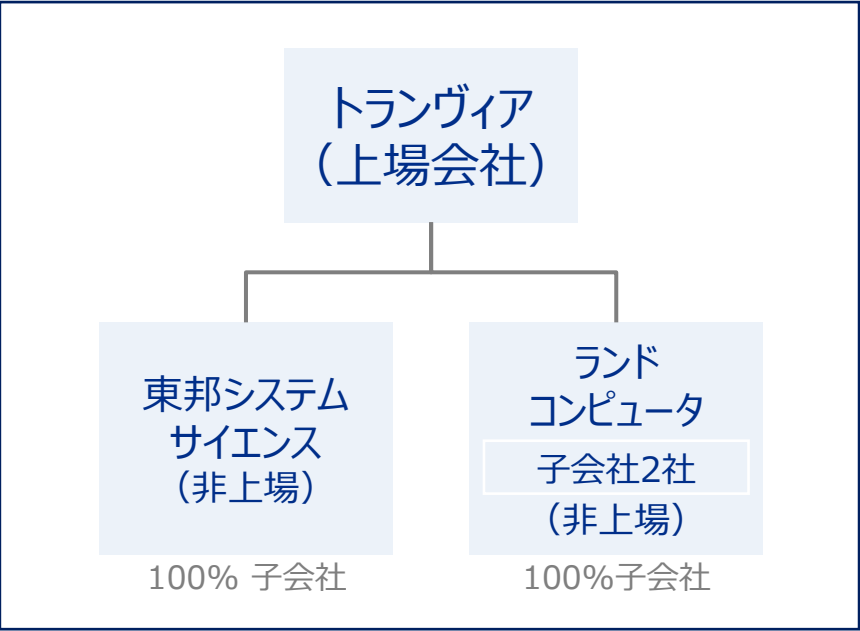 トランヴィア
（上場会社）
東邦システム
サイエンス
（非上場）
100% 子会社
ランド
コンピュータ
子会社2社
（非上場）
100%子会社